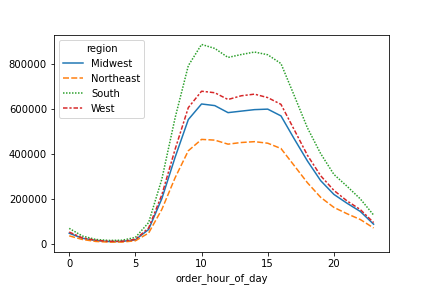 region
Midwest
Northeast
South
West
800000
600000
400000
200000
0
0 5 10 15 20
order_hour_of_day